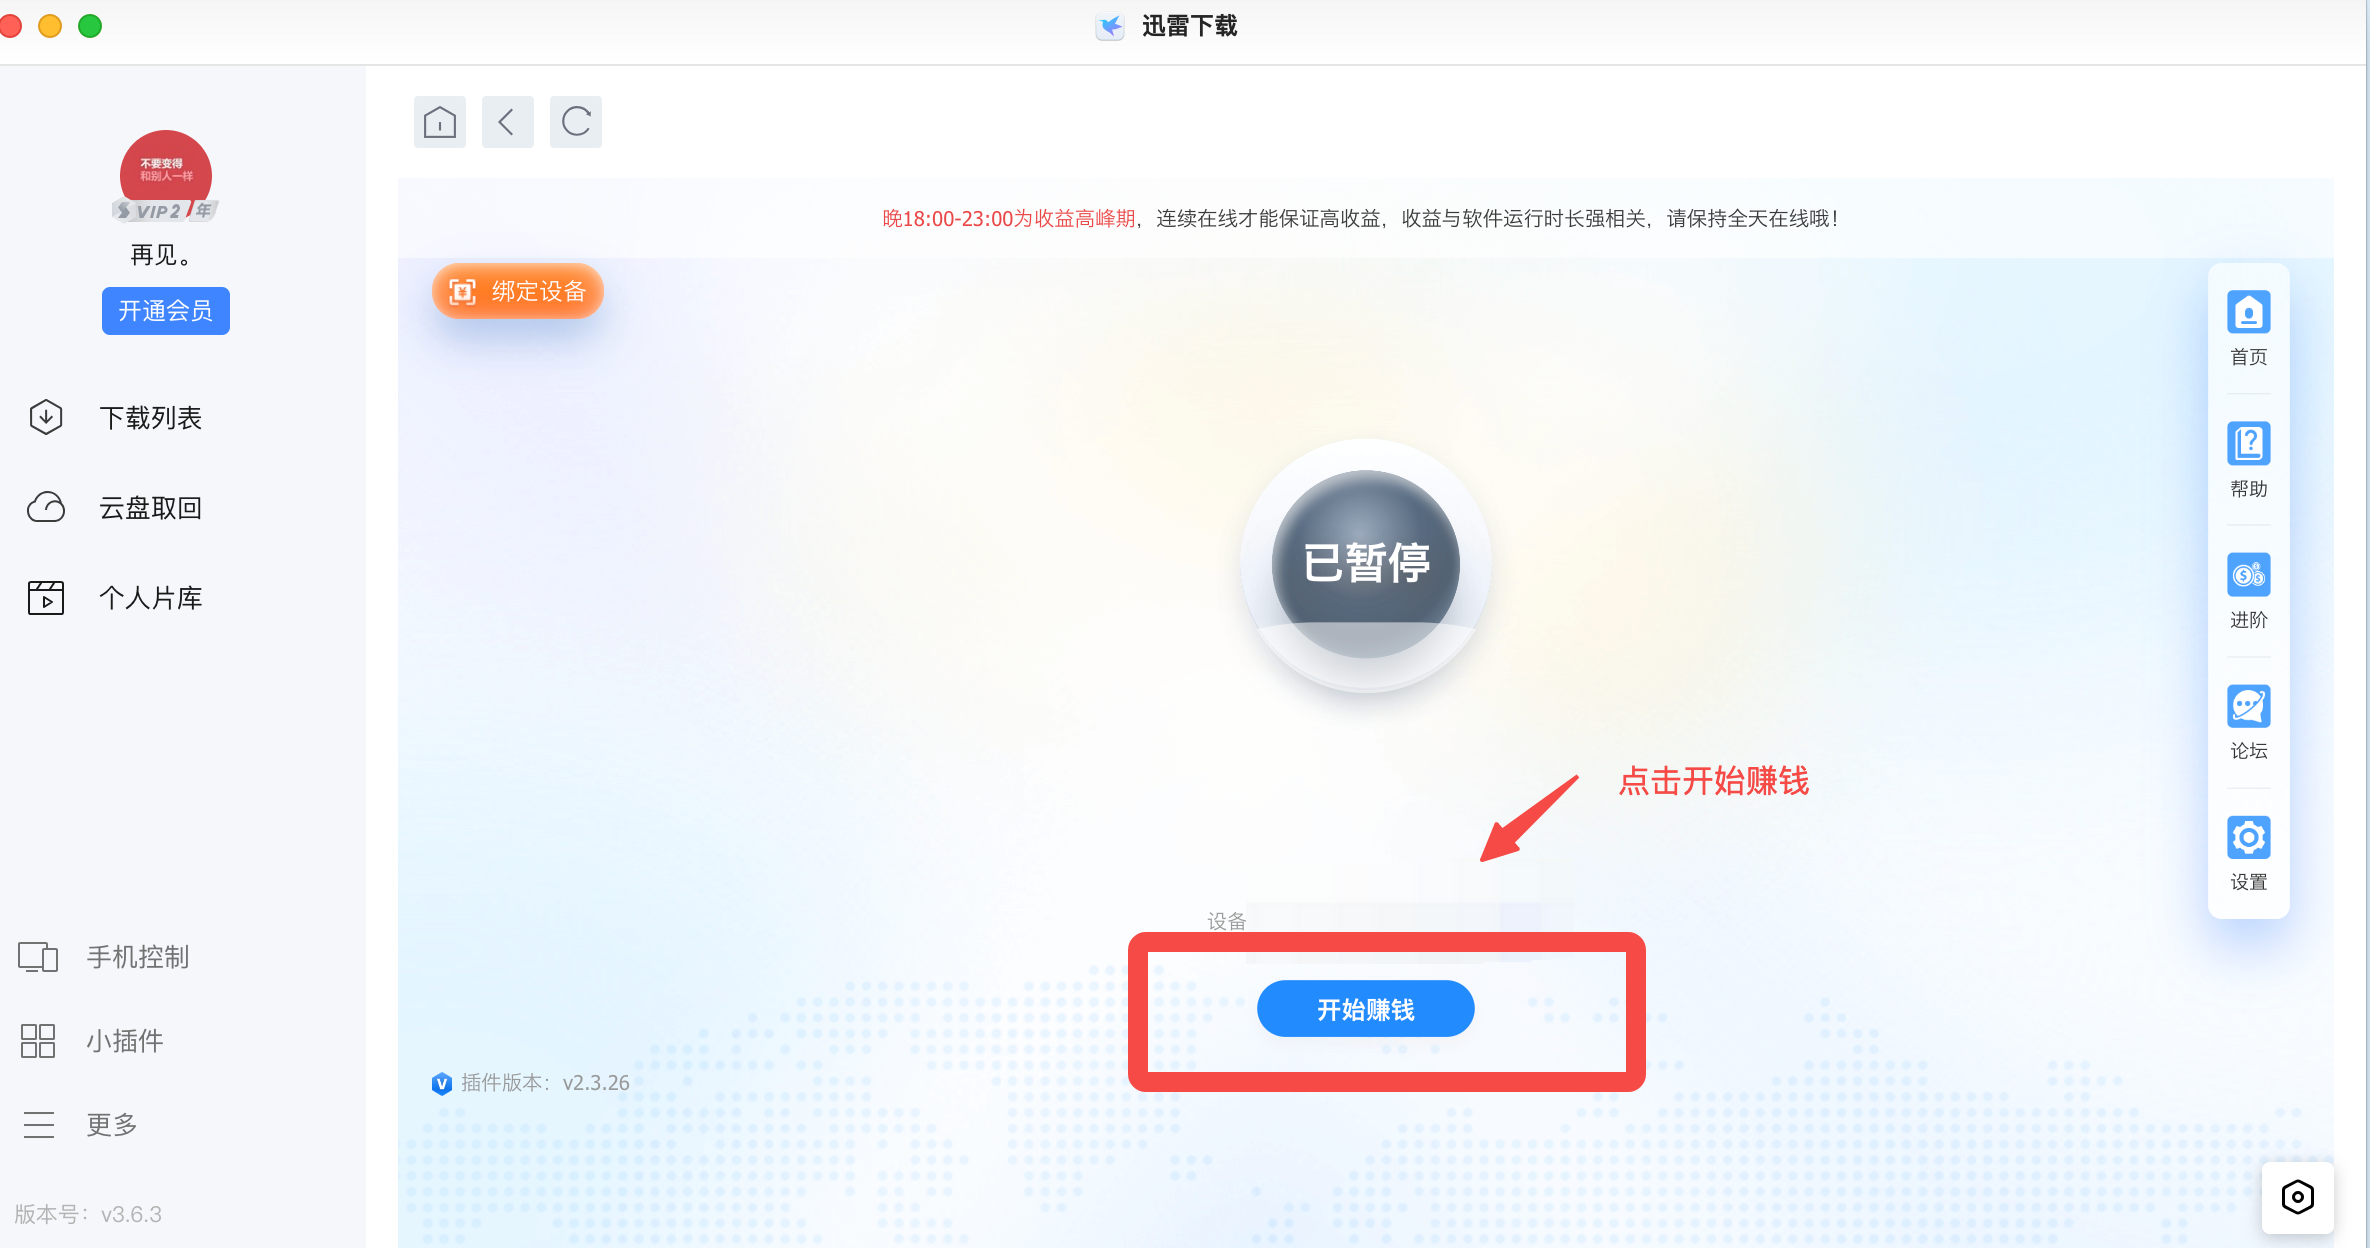 迅雷下载
不要变得
和别人一样
SVIP2年
再见。
开通会员
下载列表
云盘取回
个人片库
手机控制
小插件
更多
版本号：v3.6.3
晚18:00-23:00为收益高峰期，连续在线才能保证高收益，收益与软件运行时长强相关，请保持全天在线哦！
绑定设备
已暂停
点击开始赚钱
设备
开始赚钱
插件版本：v2.3.26
首页
帮助
进阶
论坛
设置